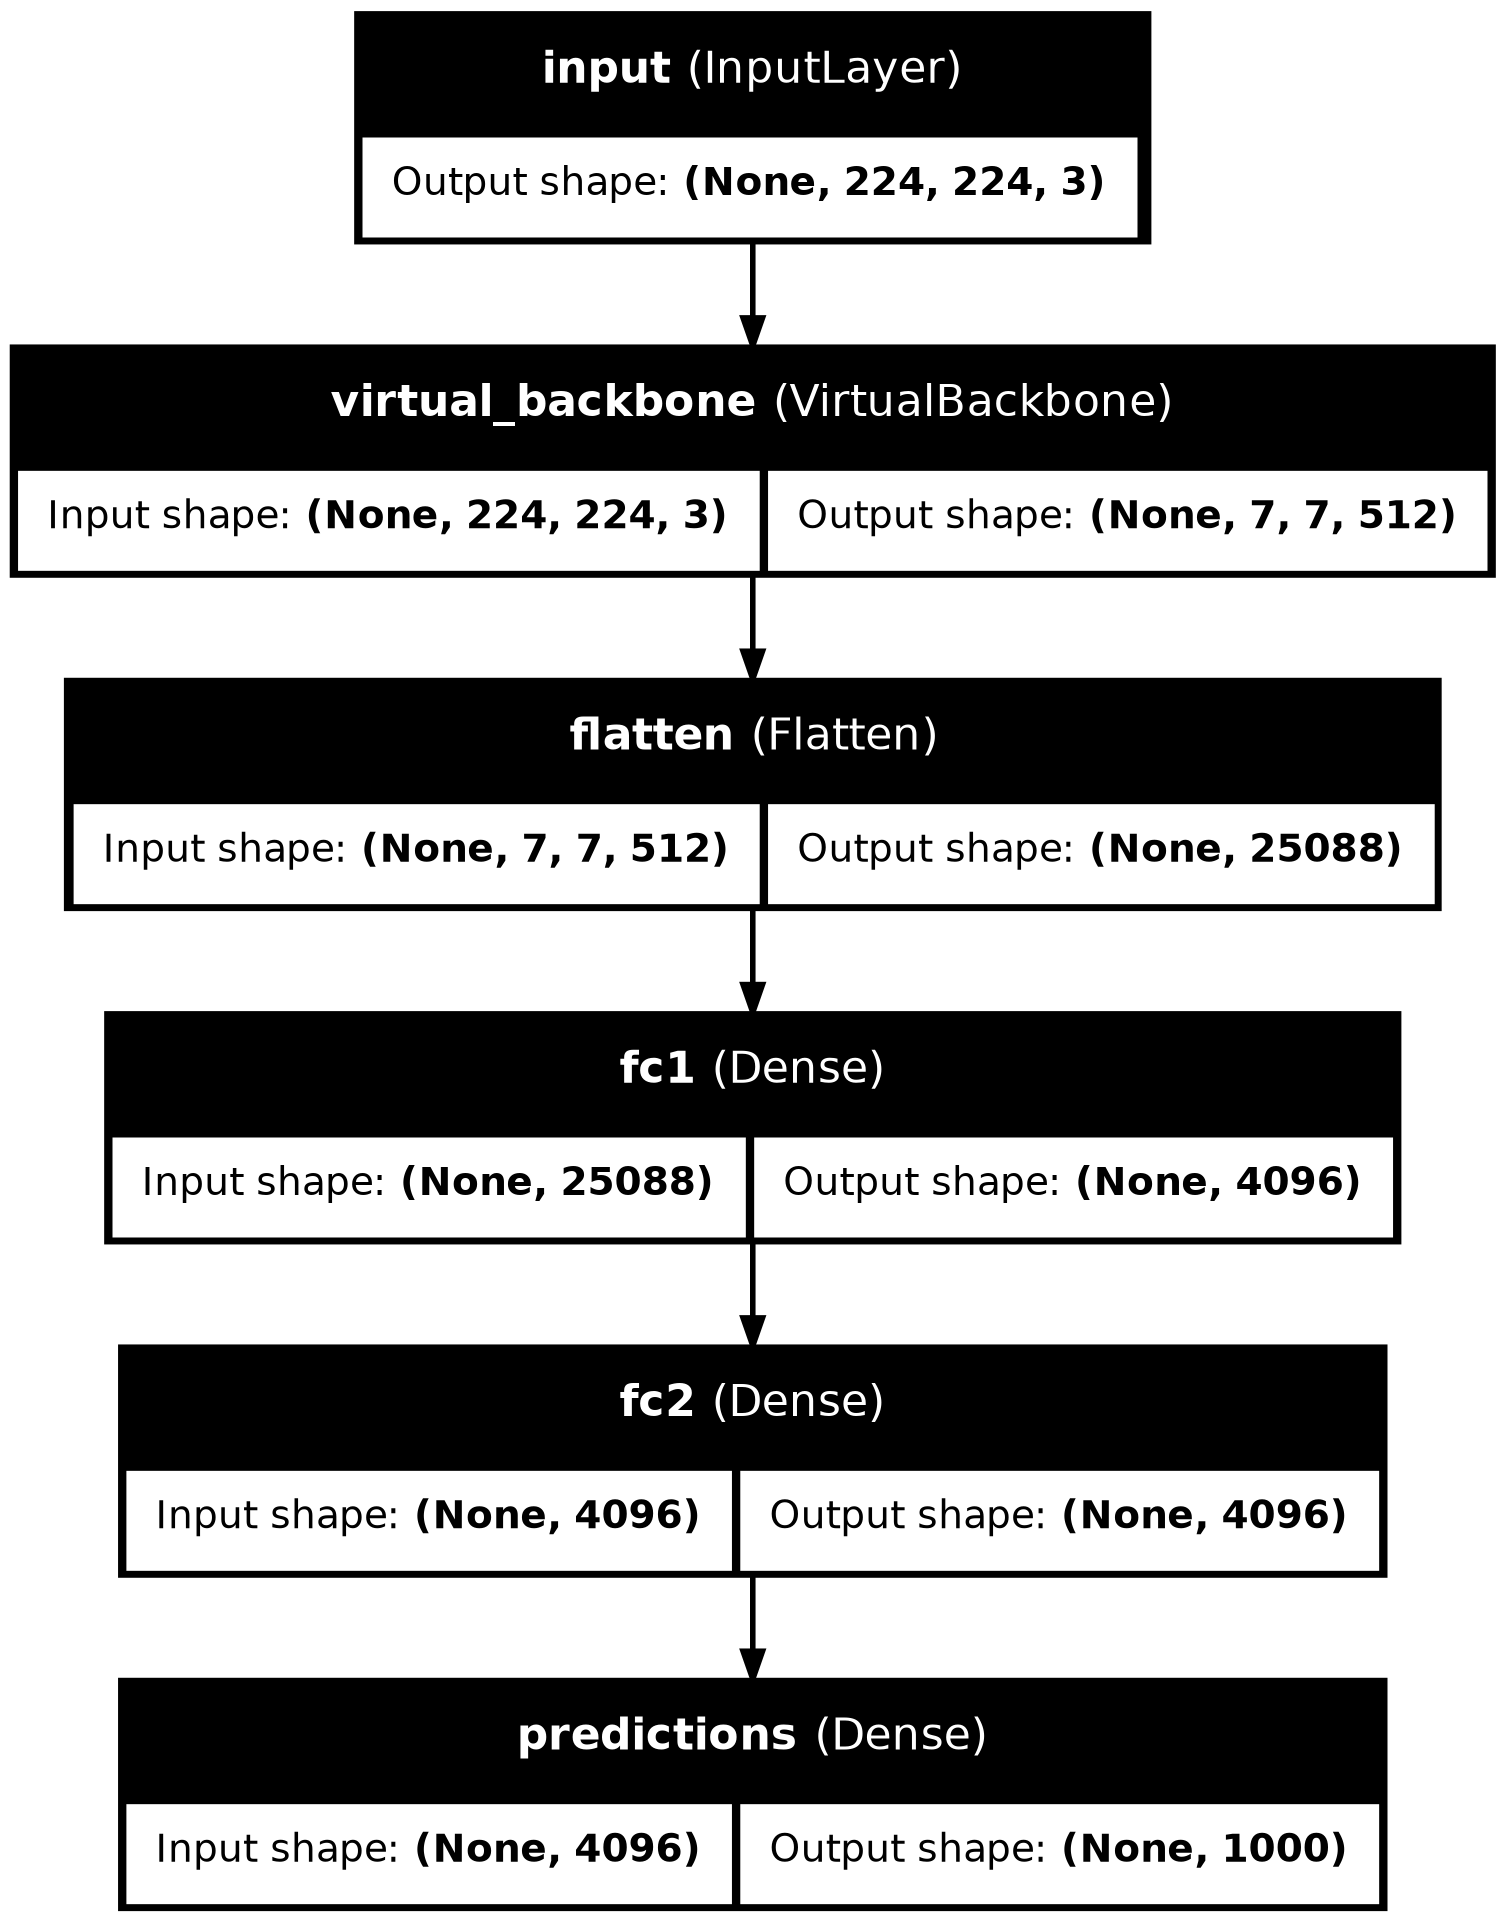 input (InputLayer)
Output shape: (None, 224, 224, 3)
virtual_backbone (VirtualBackbone)
Input shape: (None, 224, 224, 3) Output shape: (None, 7, 7, 512)
flatten (Flatten)
Input shape: (None, 7, 7, 512) Output shape: (None, 25088)
fc1 (Dense)
Input shape: (None, 25088) Output shape: (None, 4096)
fc2 (Dense)
Input shape: (None, 4096) Output shape: (None, 4096)
predictions (Dense)
Input shape: (None, 4096) Output shape: (None, 1000)